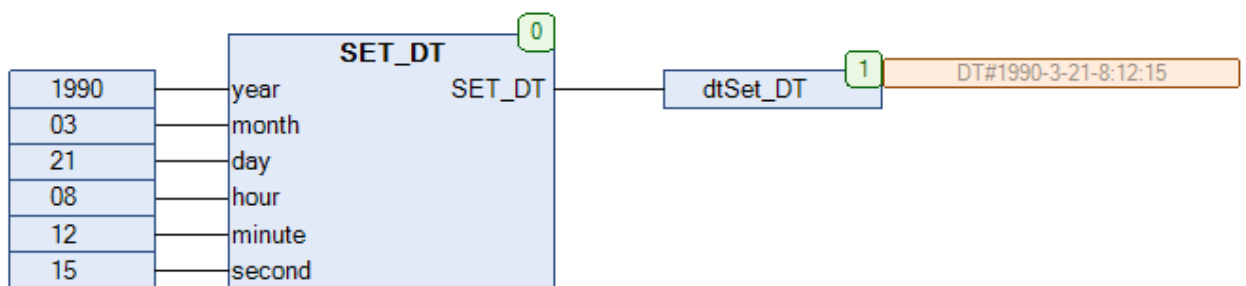 0
SET_DT
1990 year SET_DT dtSet_DT 1 DT#1990-3-21-8:12:15
03 month
21 day
08 hour
12 minute
15 second